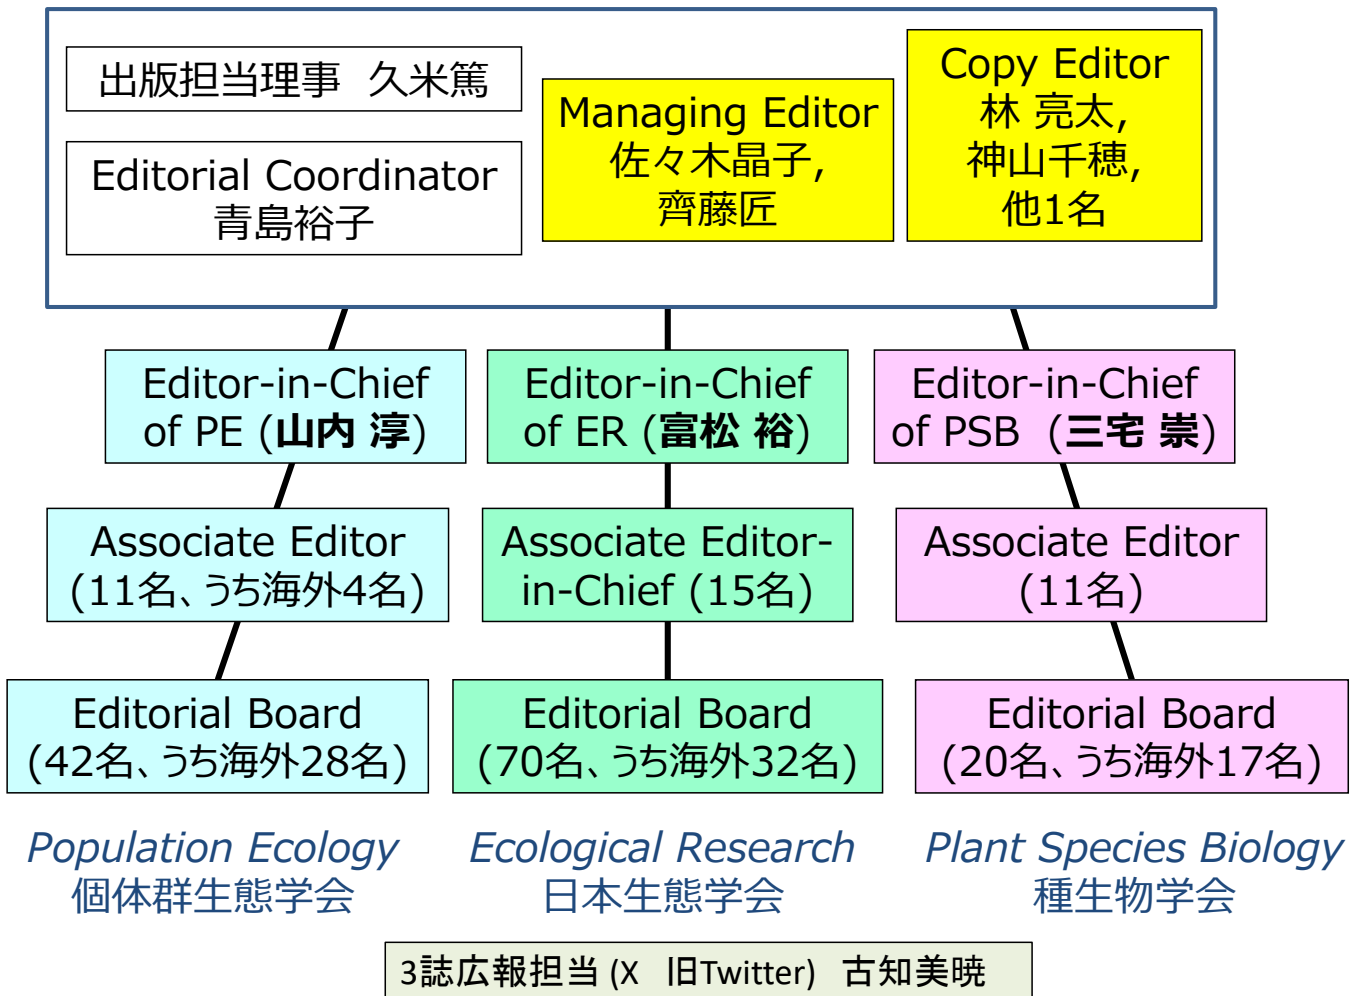 出版担当理事　久米篤
Editorial Coordinator
青島裕子
Managing Editor
佐々木晶子,
齊藤匠
Copy Editor
林 亮太,
神山千穂,
他1名
Editor-in-Chief
of PE (山内 淳)
Editor-in-Chief
of ER (富松 裕)
Editor-in-Chief
of PSB (三宅 崇)
Associate Editor
(11名、うち海外4名)
Associate Editor-
in-Chief (15名)
Associate Editor
(11名)
Editorial Board
(42名、うち海外28名)
Editorial Board
(70名、うち海外32名)
Editorial Board
(20名、うち海外17名)
Population Ecology
個体群生態学会
Ecological Research
日本生態学会
Plant Species Biology
種生物学会
3誌広報担当 (X　旧Twitter)　古知美暁